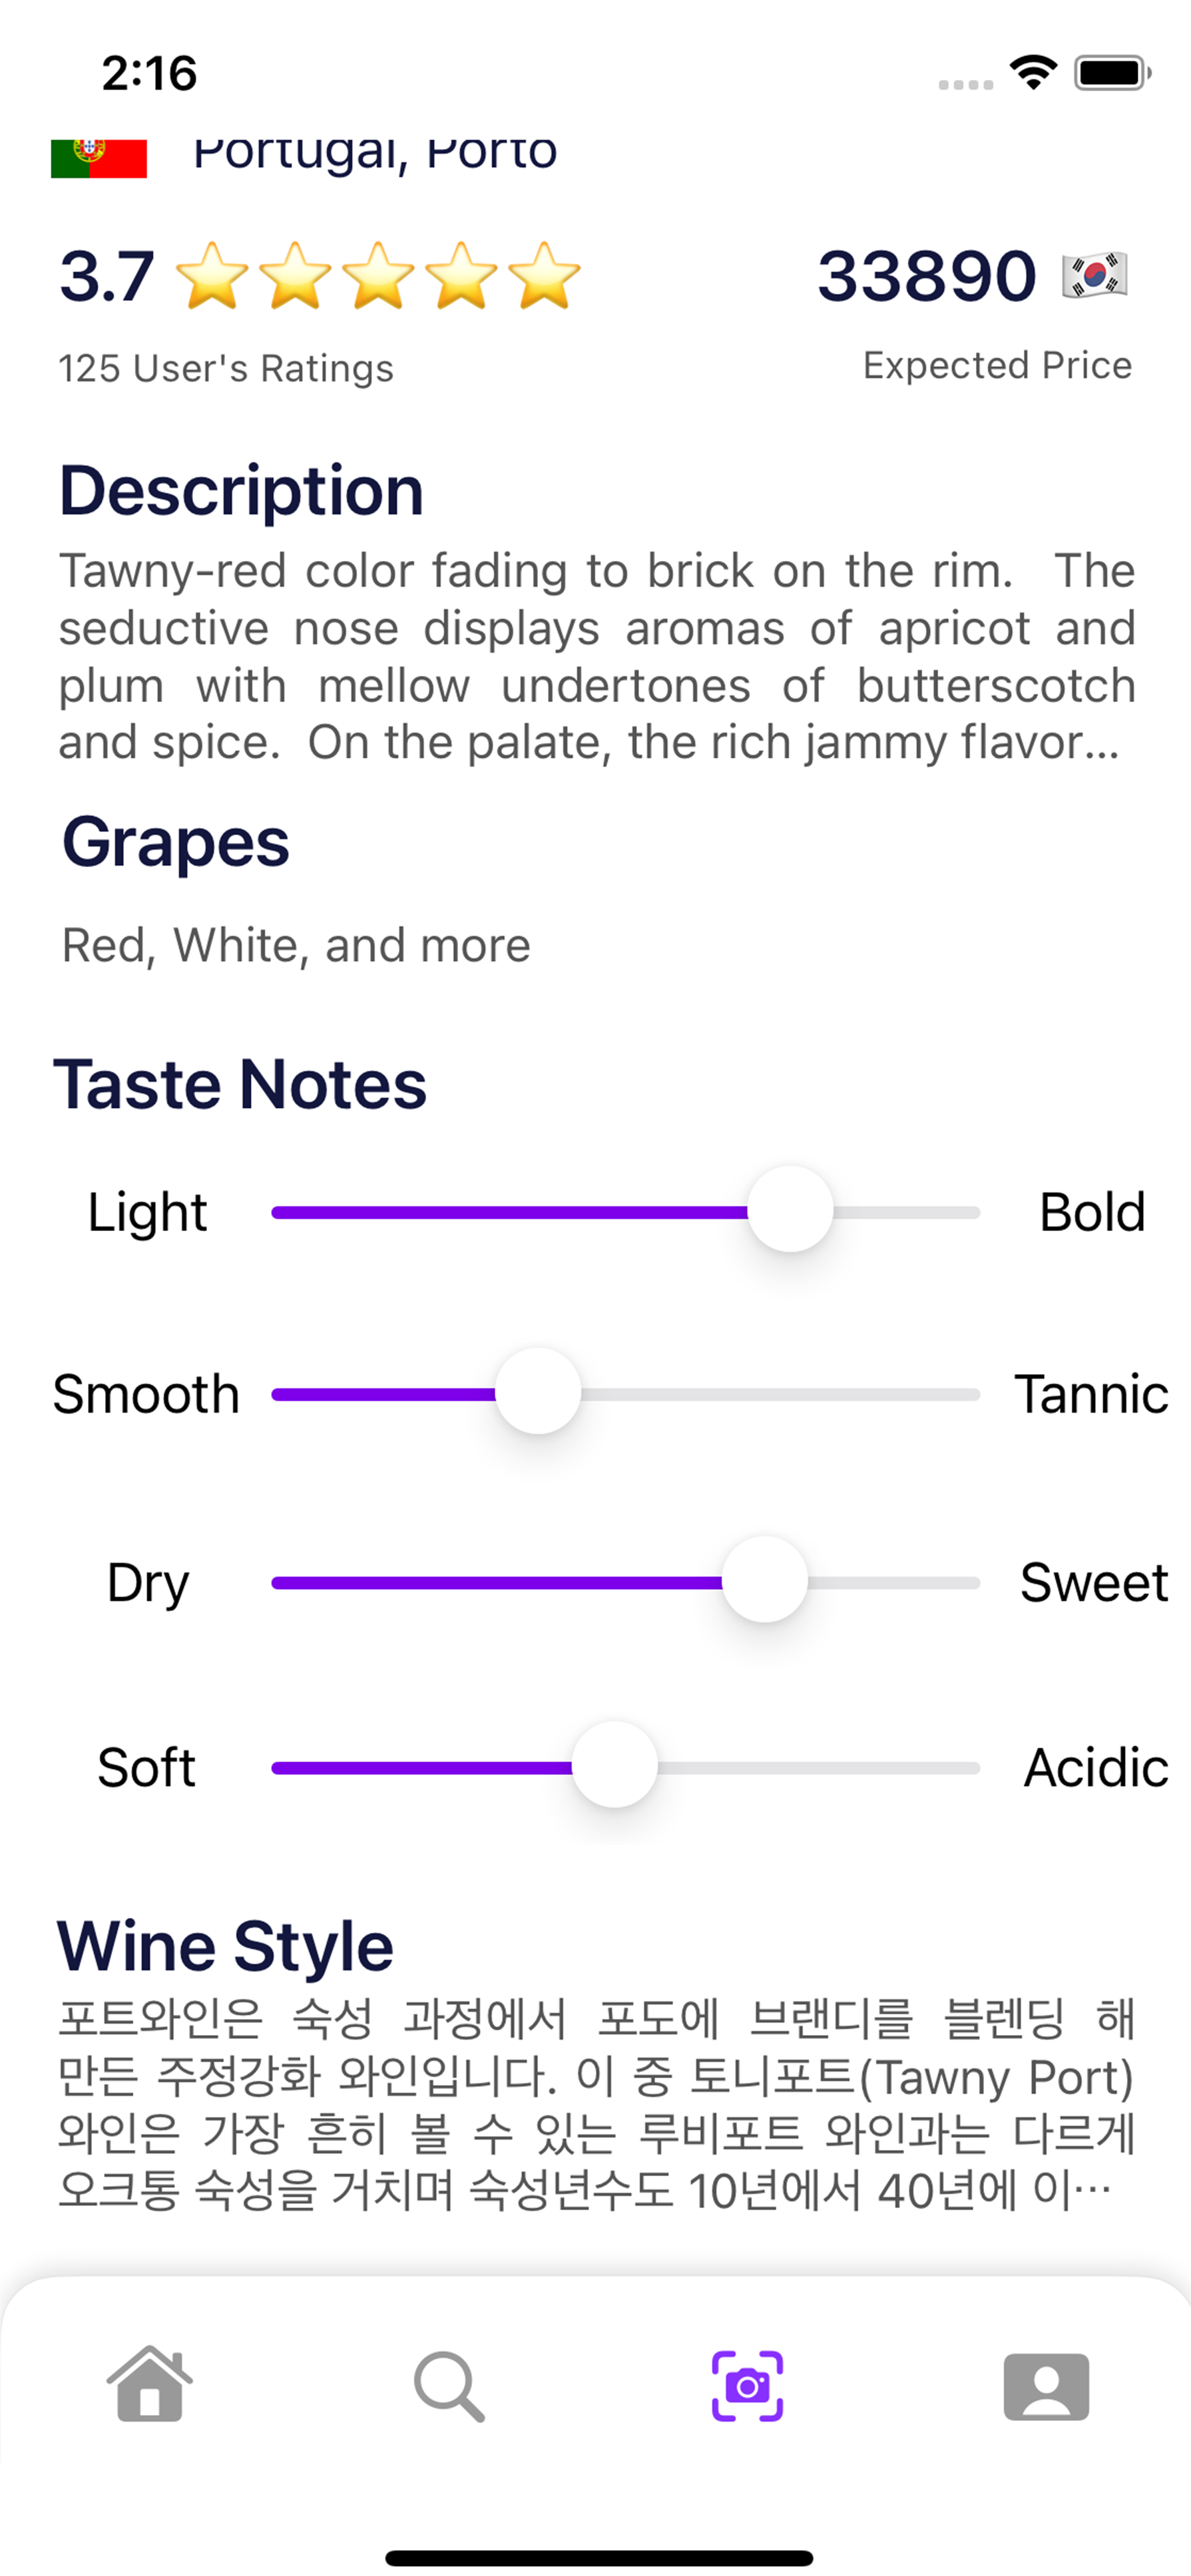 2:16
Portugal, Porto
3.7 ⭐⭐⭐⭐⭐ 33890 🇰🇷
125 User's Ratings Expected Price
Description
Tawny-red color fading to brick on the rim. The
seductive nose displays aromas of apricot and
plum with mellow undertones of butterscotch
and spice. On the palate, the rich jammy flavor...
Grapes
Red, White, and more
Taste Notes
Light Bold
Smooth Tannic
Dry Sweet
Soft Acidic
Wine Style
포트와인은 숙성 과정에서 포도에 브랜디를 블렌딩 해
만든 주정강화 와인입니다. 이 중 토니포트(Tawny Port)
와인은 가장 흔히 볼 수 있는 루비포트 와인과는 다르게
오크통 숙성을 거치며 숙성년수도 10년에서 40년에 이...